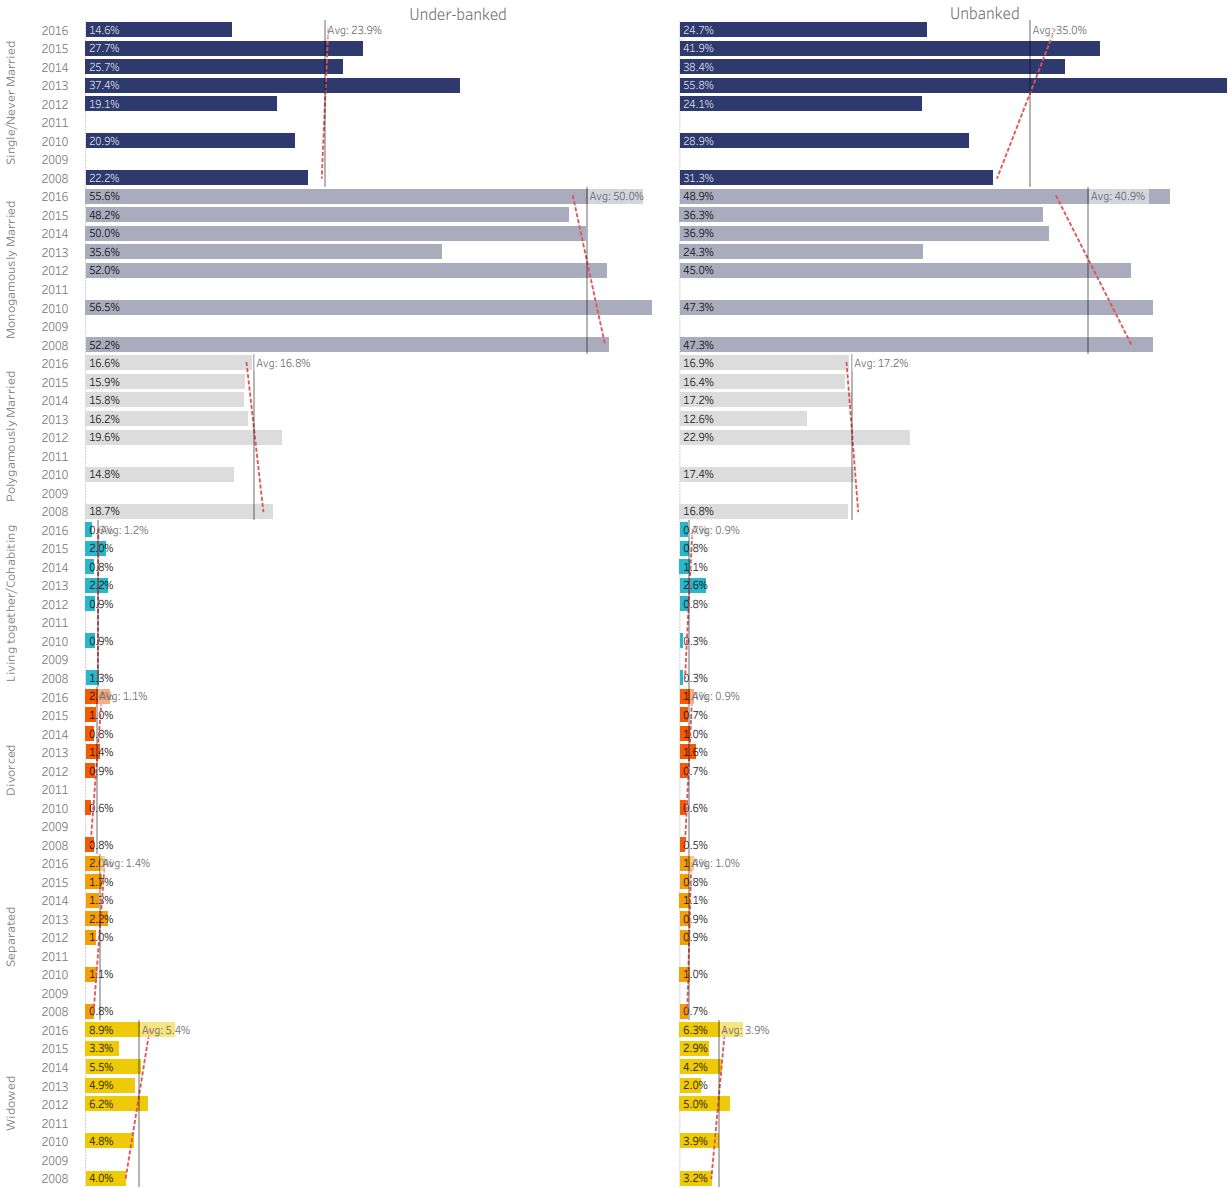 Under-banked Unbanked
Single/Never Married
2016 14.6% Avg: 23.9% 24.7% Avg: 35.0%
2015 27.7% 41.9%
2014 25.7% 38.4%
2013 37.4% 55.8%
2012 19.1% 24.1%
2011
2010 20.9% 28.9%
2009
2008 22.2% 31.3%
Monogamously Married
2016 55.6% Avg: 50.0% 48.9% Avg: 40.9%
2015 48.2% 36.3%
2014 50.0% 36.9%
2013 35.6% 24.3%
2012 52.0% 45.0%
2011
2010 56.5% 47.3%
2009
2008 52.2% 47.3%
Polygamously Married
2016 16.6% Avg: 16.8% 16.9% Avg: 17.2%
2015 15.9% 16.4%
2014 15.8% 17.2%
2013 16.2% 12.6%
2012 19.6% 22.9%
2011
2010 14.8% 17.4%
2009
2008 18.7% 16.8%
Living together/Cohabiting
2016 Avg: 1.2% Avg: 0.9%
2015 2.0% 0.8%
2014 0.8% 1.1%
2013 2.2% 2.6%
2012 0.9% 0.8%
2011
2010 0.9% 0.3%
2009
2008 1.3% 0.3%
Divorced
2016 Avg: 1.1% Avg: 0.9%
2015 1.0% 0.7%
2014 0.8% 1.0%
2013 1.4% 1.6%
2012 0.9% 0.7%
2011
2010 0.6% 0.6%
2009
2008 0.8% 0.5%
Separated
2016 Avg: 1.4% Avg: 1.0%
2015 1.7% 0.8%
2014 1.3% 1.1%
2013 2.2% 0.9%
2012 1.0% 0.9%
2011
2010 1.1% 1.0%
2009
2008 0.8% 0.7%
Widowed
2016 8.9% Avg: 5.4% 6.3% Avg: 3.9%
2015 3.3% 2.9%
2014 5.5% 4.2%
2013 4.9% 2.0%
2012 6.2% 5.0%
2011
2010 4.8% 3.9%
2009
2008 4.0% 3.2%